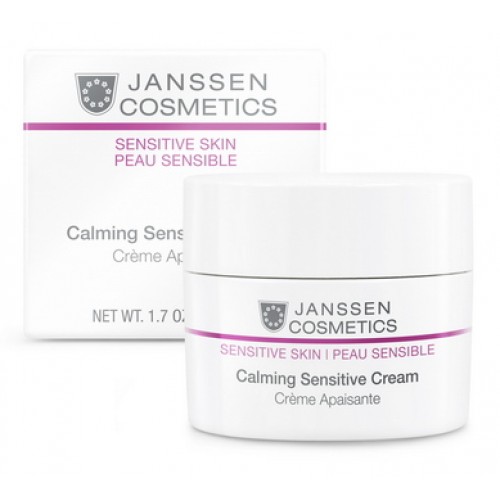 JANSSEN
COSMETICS
SENSITIVE SKIN
PEAU SENSIBLE
Calming Sens
Crème Ap
NET WT. 1.7 oz
JANSSEN
COSMETICS
SENSITIVE SKIN | PEAU SENSIBLE
Calming Sensitive Cream
Crème Apaisante